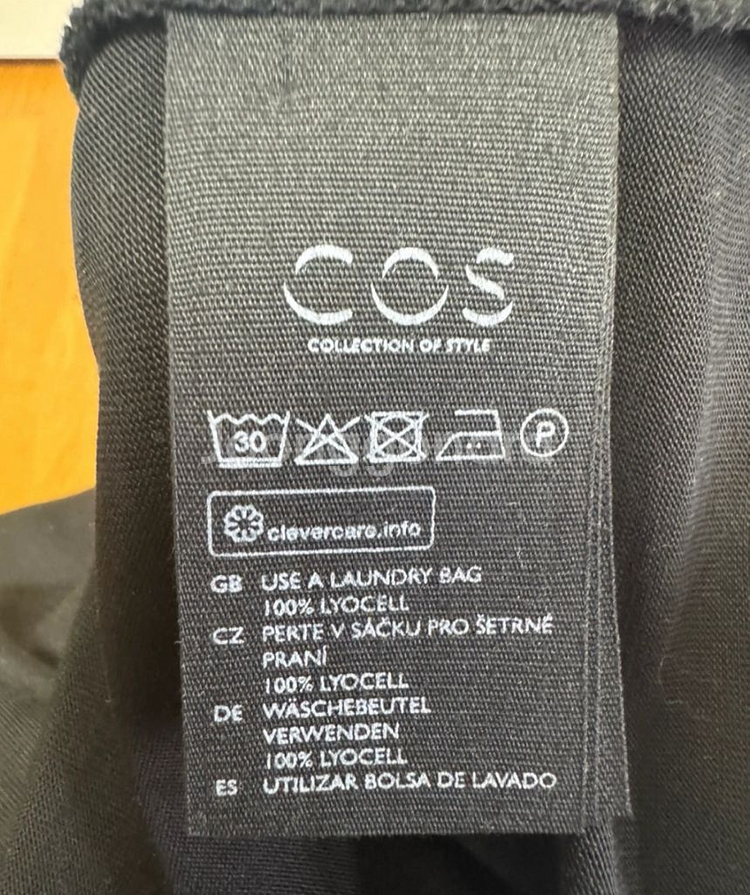 COS
COLLECTION OF STYLE
30
P
clevercare.info
GB USE A LAUNDRY BAG
100% LYOCELL
CZ PERTE V SÁČKU PRO ŠETRNÉ
PRANÍ
100% LYOCELL
DE WÄSCHEBEUTEL
VERWENDEN
100% LYOCELL
ES UTILIZAR BOLSA DE LAVADO